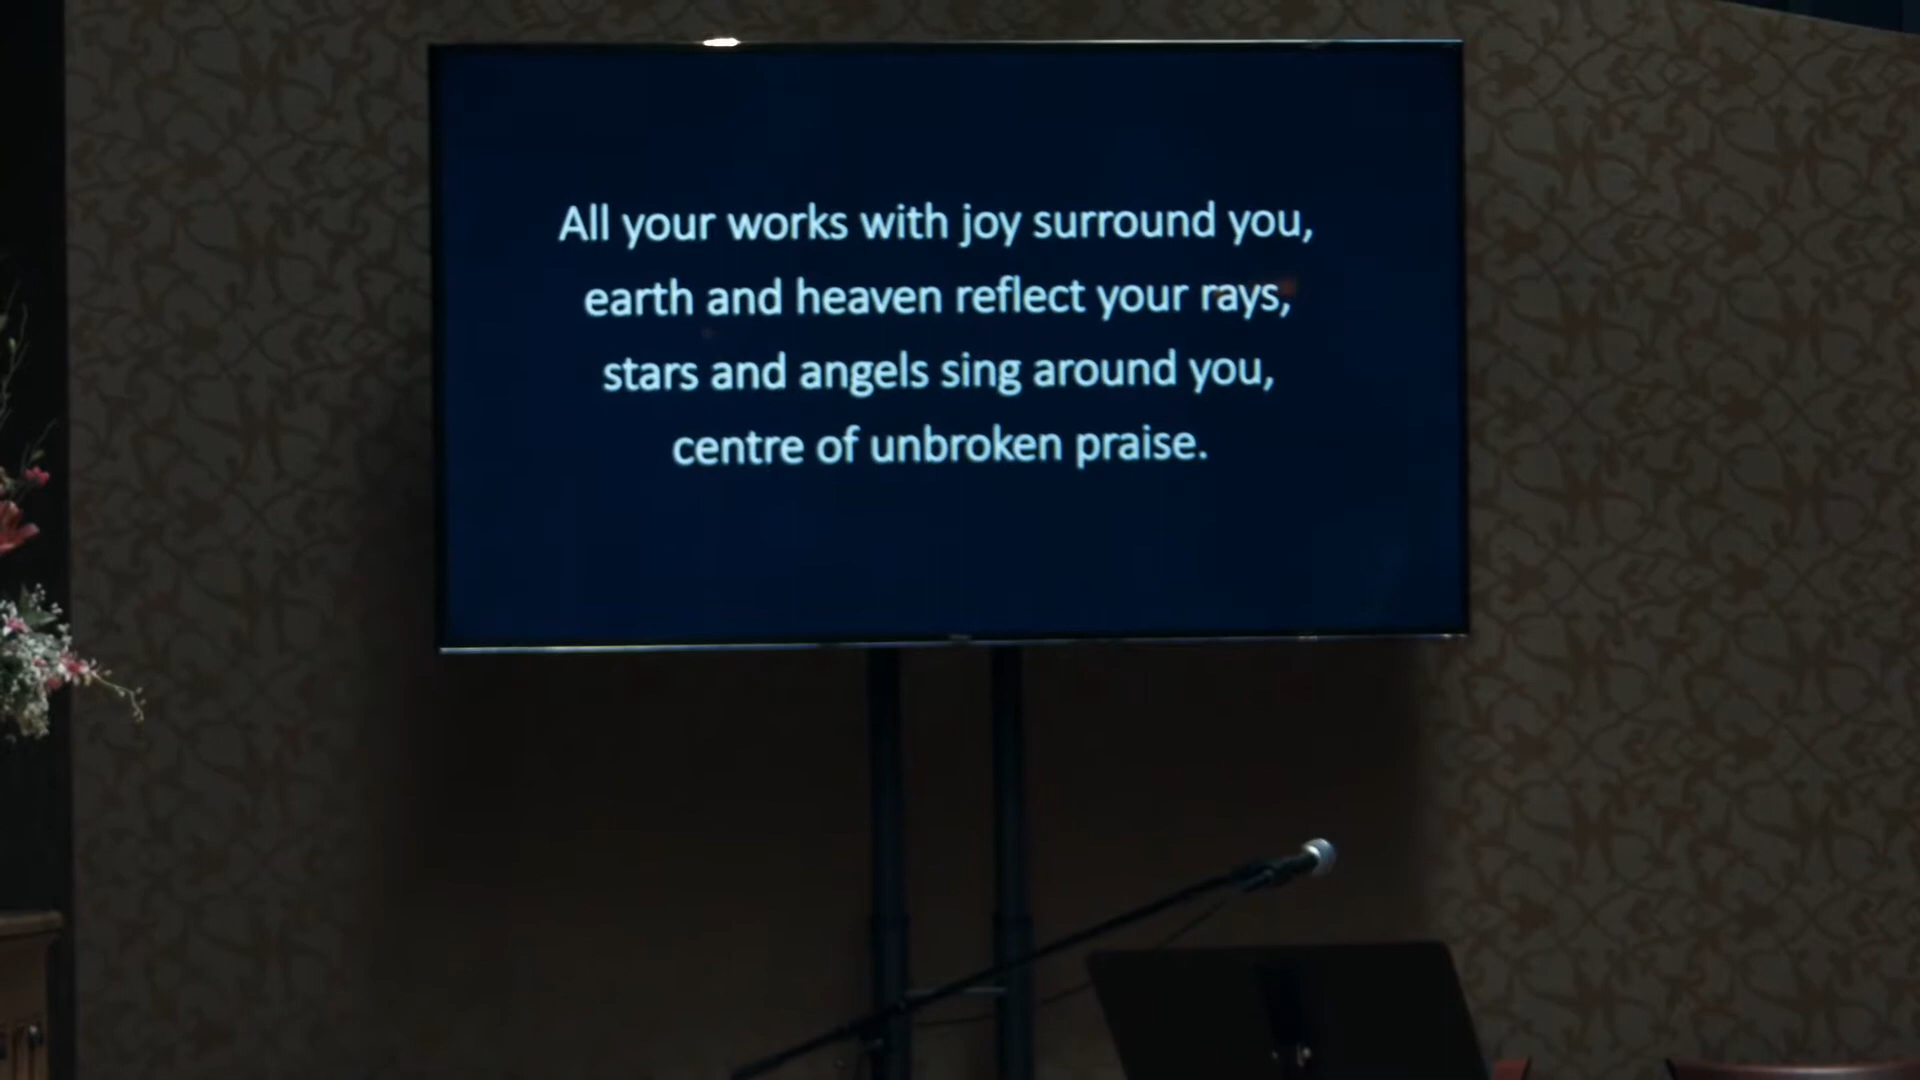 All your works with joy surround you,
earth and heaven reflect your rays,
stars and angels sing around you,
centre of unbroken praise.